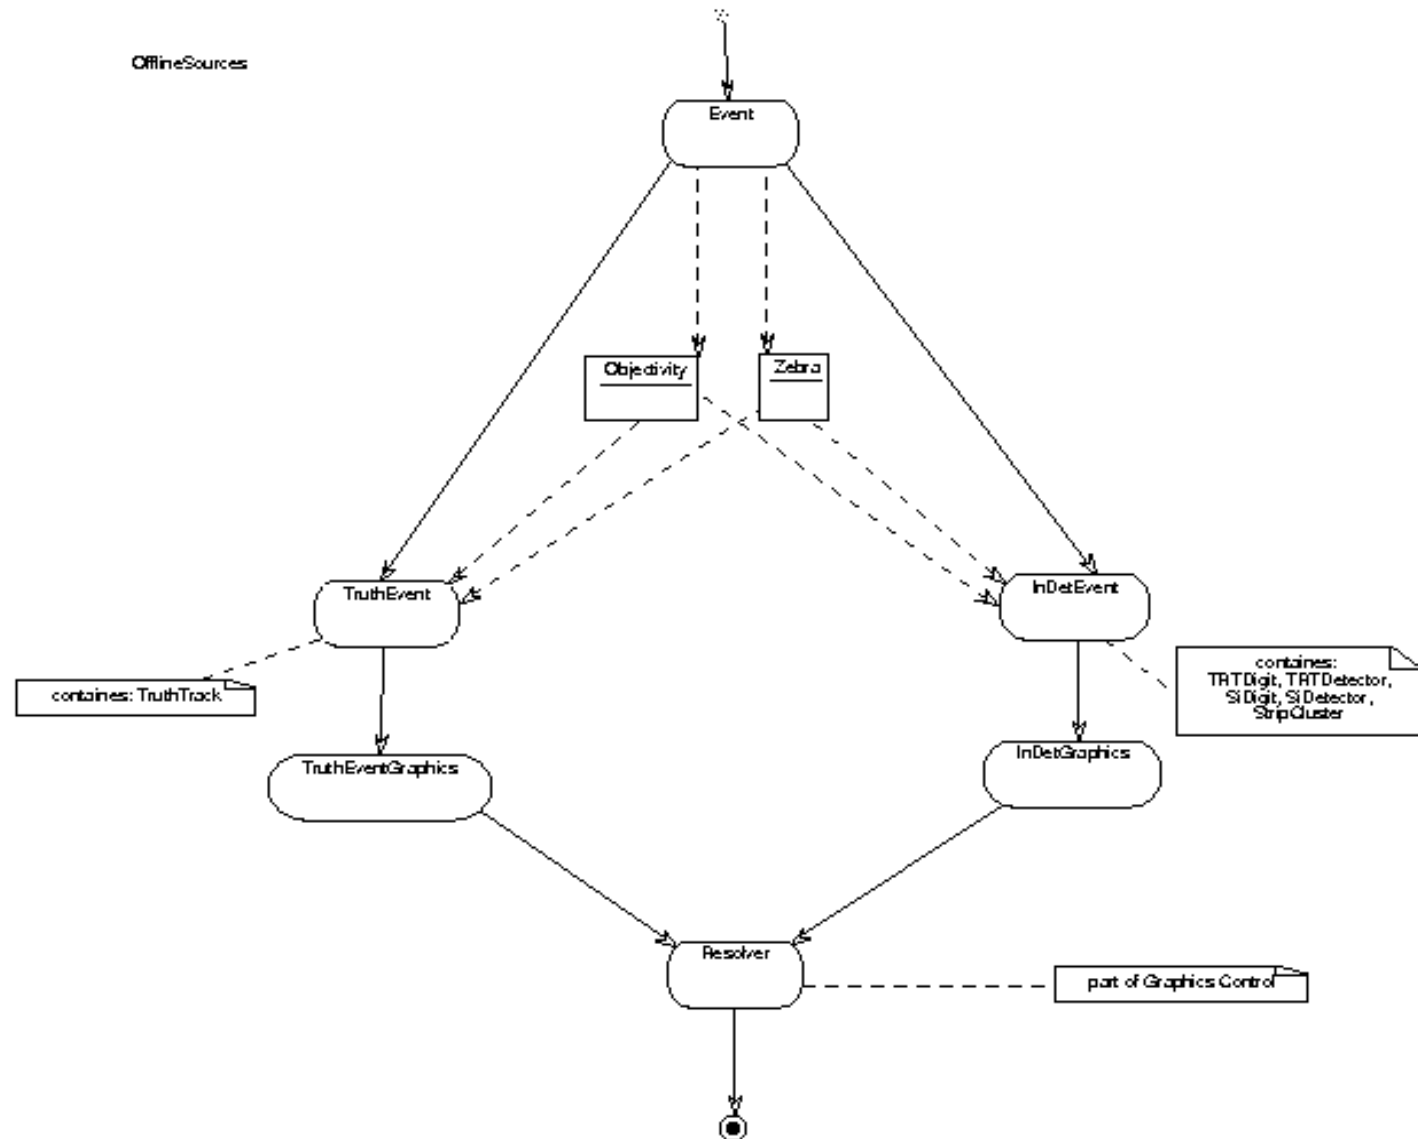 OfflineSources
Event
Objectivity
Zebra
TruthEvent
InDetEvent
containes: TruthTrack
containes:
TRTDigit, TRTDetector,
SiDigit, SiDetector,
StripCluster
TruthEventGraphics
InDetGraphics
Resolver
part of Graphics Control